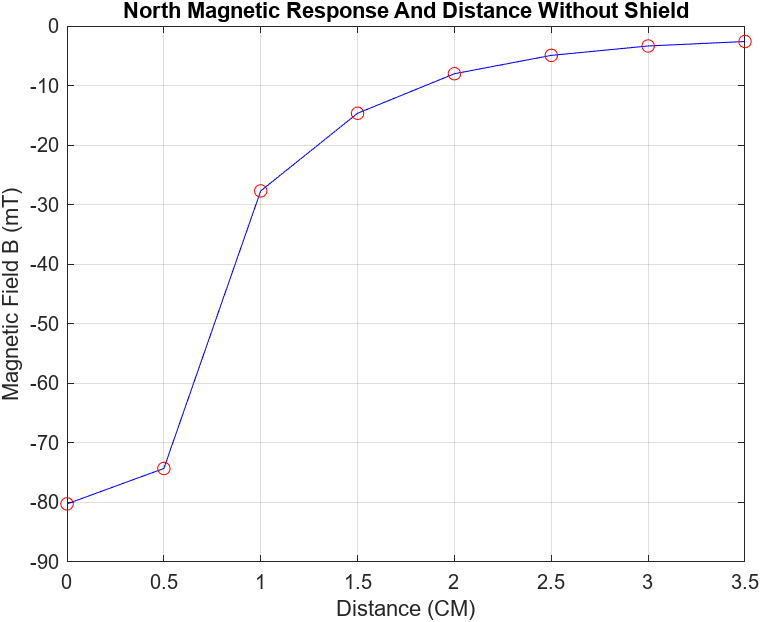 North Magnetic Response And Distance Without Shield
0
-10
-20
-30
-40
-50
-60
-70
-80
-90
Magnetic Field B (mT)
0 0.5 1 1.5 2 2.5 3 3.5
Distance (CM)